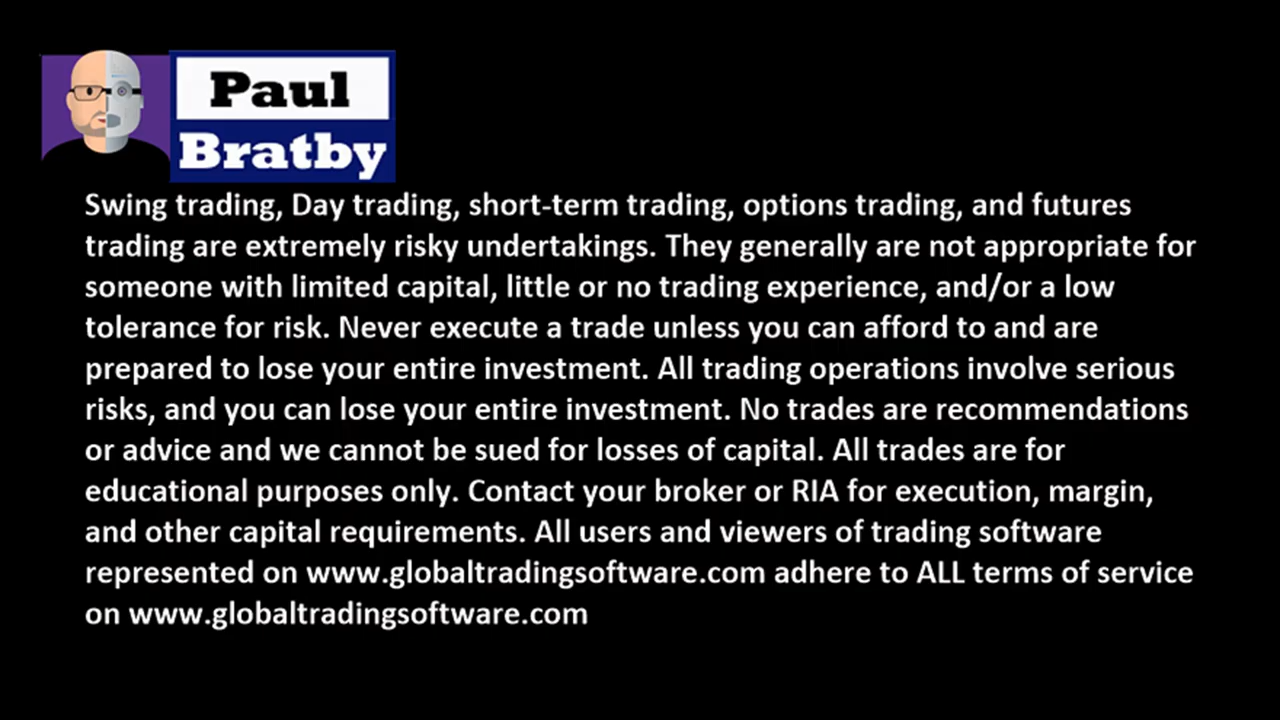 Paul
Bratby
Swing trading, Day trading, short-term trading, options trading, and futures
trading are extremely risky undertakings. They generally are not appropriate for
someone with limited capital, little or no trading experience, and/or a low
tolerance for risk. Never execute a trade unless you can afford to and are
prepared to lose your entire investment. All trading operations involve serious
risks, and you can lose your entire investment. No trades are recommendations
or advice and we cannot be sued for losses of capital. All trades are for
educational purposes only. Contact your broker or RIA for execution, margin,
and other capital requirements. All users and viewers of trading software
represented on www.globaltradingsoftware.com adhere to ALL terms of service
on www.globaltradingsoftware.com